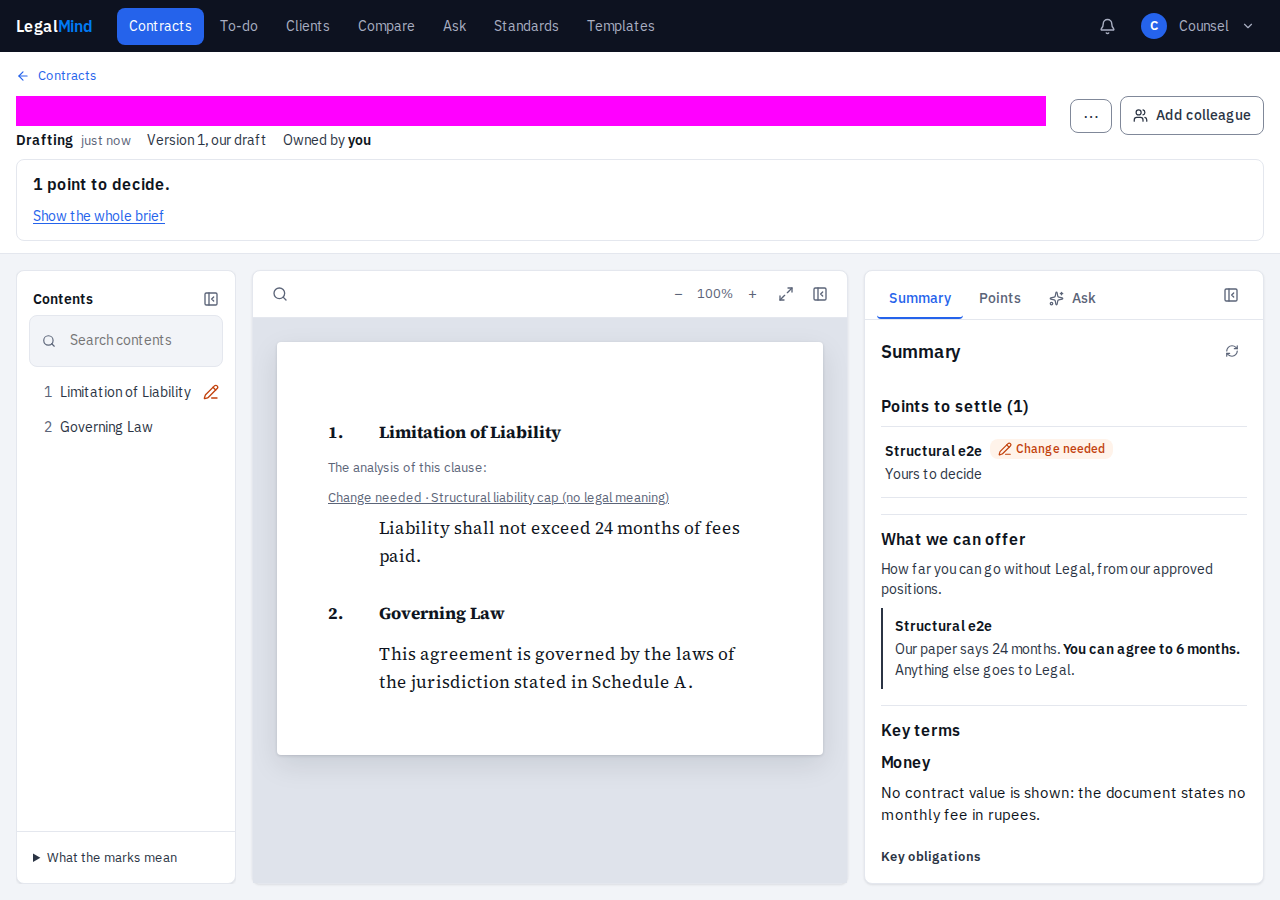 LegalMind
Contracts
To-do
Clients
Compare
Ask
Standards
Templates
C
Counsel
Contracts
...
Add colleague
Drafting just now Version 1, our draft Owned by you
1 point to decide.
Show the whole brief
Contents
Search contents
1 Limitation of Liability
2 Governing Law
What the marks mean
− 100% +
1. Limitation of Liability
The analysis of this clause:
Change needed · Structural liability cap (no legal meaning)
Liability shall not exceed 24 months of fees
paid.
2. Governing Law
This agreement is governed by the laws of
the jurisdiction stated in Schedule A.
Summary
Points
Ask
Summary
Points to settle (1)
Structural e2e Change needed
Yours to decide
What we can offer
How far you can go without Legal, from our approved
positions.
Structural e2e
Our paper says 24 months. You can agree to 6 months.
Anything else goes to Legal.
Key terms
Money
No contract value is shown: the document states no
monthly fee in rupees.
Key obligations